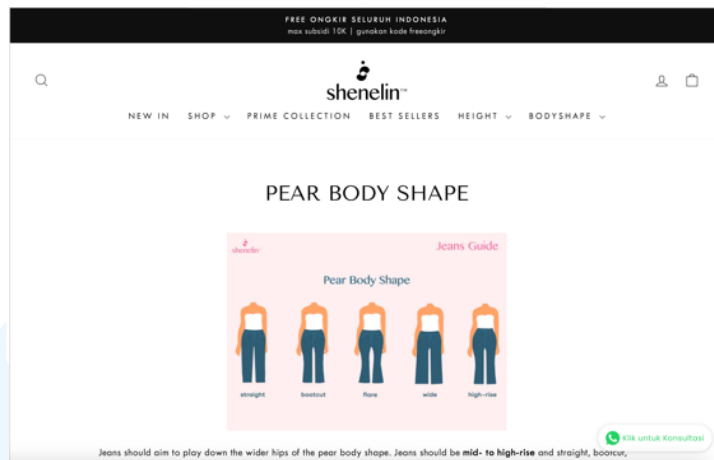 FREE ONGKIR SELURUH INDONESIA
max subsidi 10K | gunakan kode freeongkir
shenelin™
NEW IN SHOP PRIME COLLECTION BEST SELLERS HEIGHT BODYSHAPE
PEAR BODY SHAPE
shenelin™ Jeans Guide
Pear Body Shape
straight bootcut flare wide high-rise
Klik untuk Konsultasi
Jeans should aim to play down the wider hips of the pear body shape. Jeans should be mid- to high-rise and straight, bootcut,